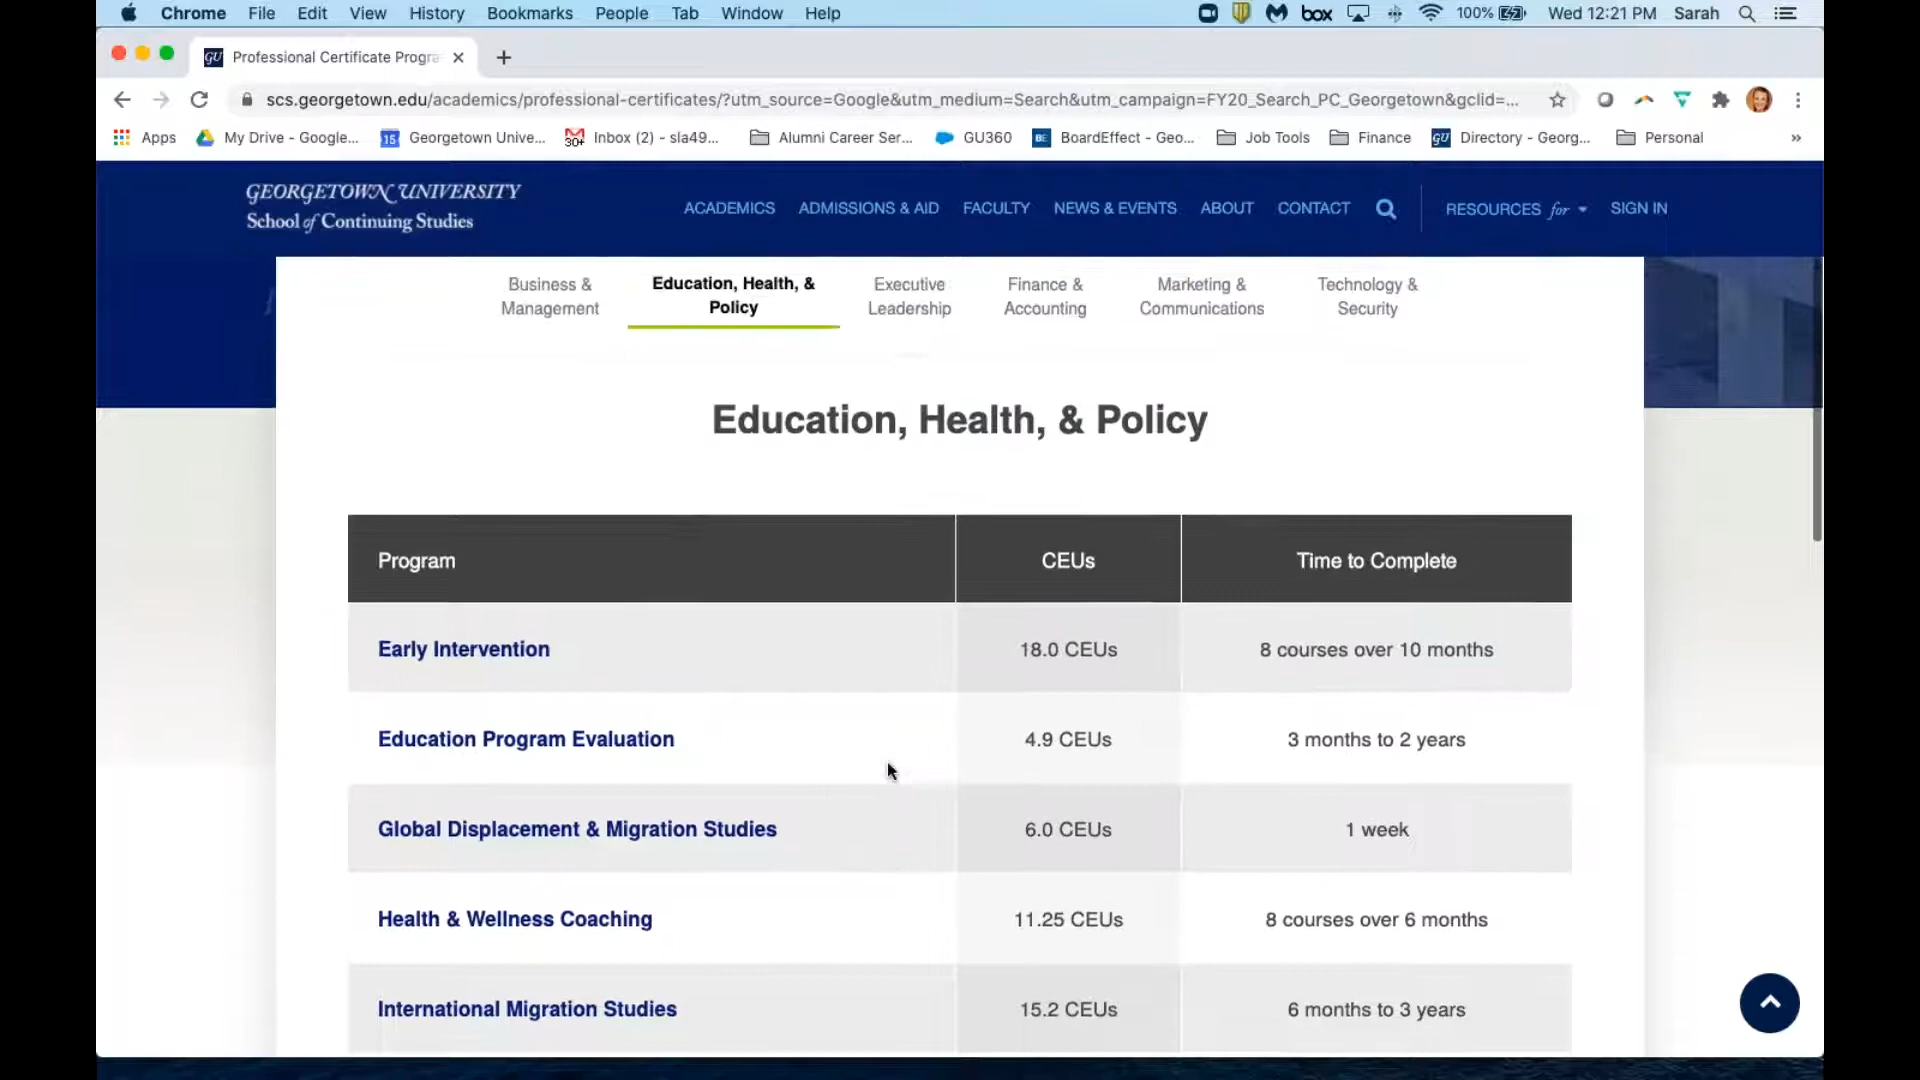 Chrome File Edit View History Bookmarks People Tab Window Help box 100% Wed 12:21 PM Sarah
GU Professional Certificate Progra
scs.georgetown.edu/academics/professional-certificates/?utm_source=Google&utm_medium=Search&utm_campaign=FY20_Search_PC_Georgetown&gclid=...
Apps My Drive - Google... 15 Georgetown Unive... 30+ Inbox (2) - sla49... Alumni Career Ser... GU360 BE BoardEffect - Geo... Job Tools Finance GU Directory - Georg... Personal »
GEORGETOWN UNIVERSITY
School of Continuing Studies
ACADEMICS ADMISSIONS & AID FACULTY NEWS & EVENTS ABOUT CONTACT RESOURCES for SIGN IN
Business &
Management
Education, Health, &
Policy
Executive
Leadership
Finance &
Accounting
Marketing &
Communications
Technology &
Security
Education, Health, & Policy
Program CEUs Time to Complete
Early Intervention 18.0 CEUs 8 courses over 10 months
Education Program Evaluation 4.9 CEUs 3 months to 2 years
Global Displacement & Migration Studies 6.0 CEUs 1 week
Health & Wellness Coaching 11.25 CEUs 8 courses over 6 months
International Migration Studies 15.2 CEUs 6 months to 3 years